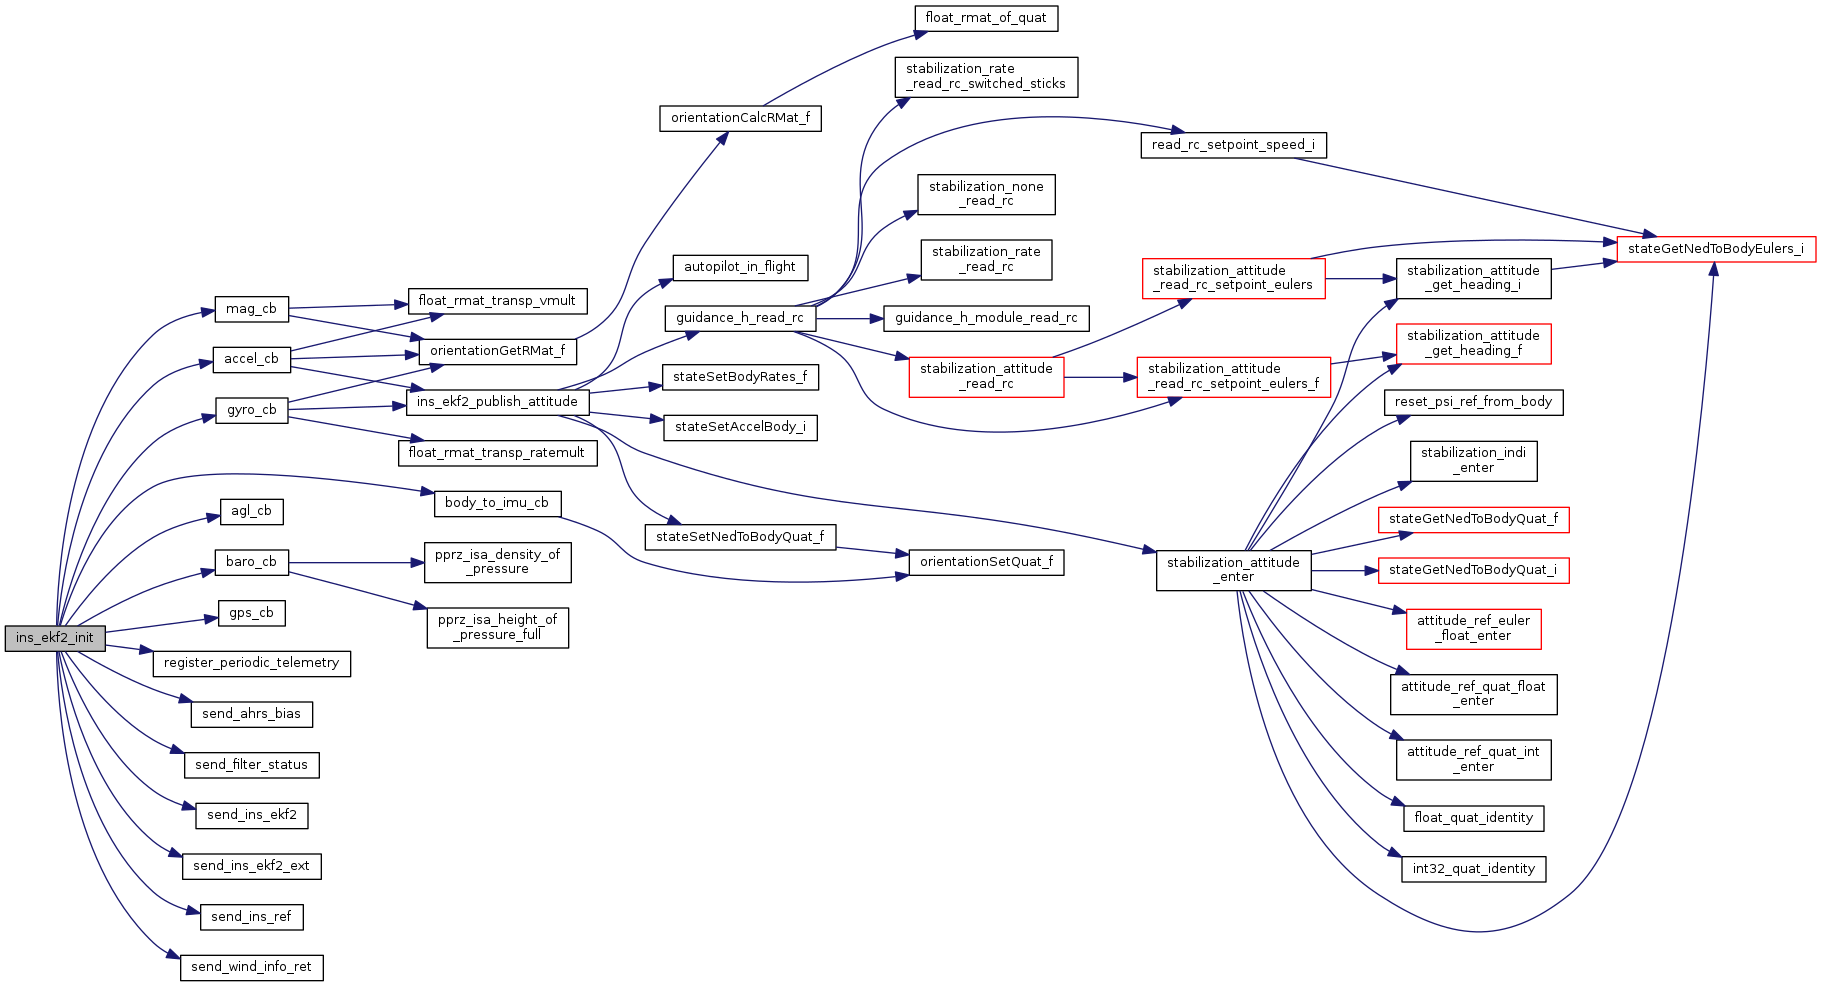 float_rmat_of_quat
stabilization_rate
_read_rc_switched_sticks
orientationCalcRMat_f
read_rc_setpoint_speed_i
stabilization_none
_read_rc
stateGetNedToBodyEulers_i
stabilization_rate
_read_rc
autopilot_in_flight
stabilization_attitude
_read_rc_setpoint_eulers
stabilization_attitude
_get_heading_i
mag_cb
float_rmat_transp_vmult
guidance_h_read_rc
guidance_h_module_read_rc
stabilization_attitude
_get_heading_f
accel_cb
orientationGetRMat_f
stateSetBodyRates_f
stabilization_attitude
_read_rc
stabilization_attitude
_read_rc_setpoint_eulers_f
gyro_cb
ins_ekf2_publish_attitude
reset_psi_ref_from_body
stateSetAccelBody_i
float_rmat_transp_ratemult
stabilization_indi
_enter
body_to_imu_cb
agl_cb
stateGetNedToBodyQuat_f
stateSetNedToBodyQuat_f
baro_cb
pprz_isa_density_of
_pressure
orientationSetQuat_f
stabilization_attitude
_enter
stateGetNedToBodyQuat_i
gps_cb
pprz_isa_height_of
_pressure_full
attitude_ref_euler
_float_enter
ins_ekf2_init
register_periodic_telemetry
attitude_ref_quat_float
_enter
send_ahrs_bias
send_filter_status
attitude_ref_quat_int
_enter
send_ins_ekf2
float_quat_identity
send_ins_ekf2_ext
int32_quat_identity
send_ins_ref
send_wind_info_ret